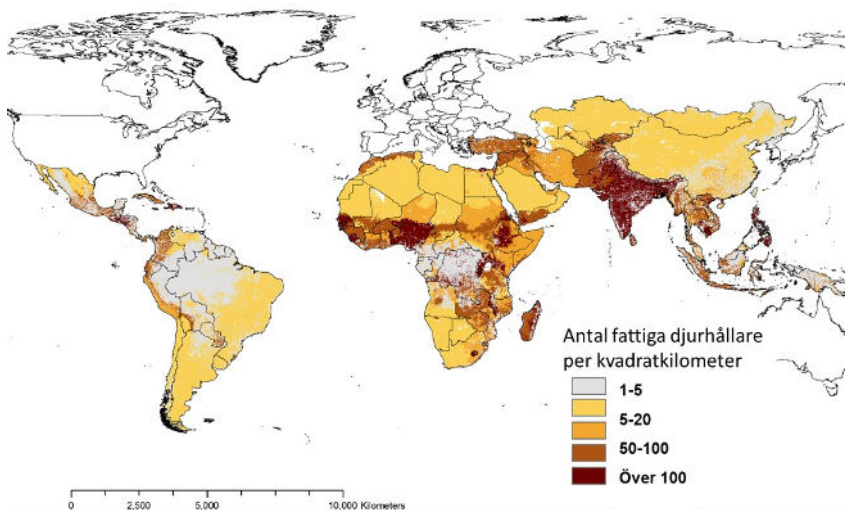 Antal fattiga djurhållare
per kvadratkilometer
1-5
5-20
50-100
Över 100
0 2,500 5,000 10,000 Kilometers